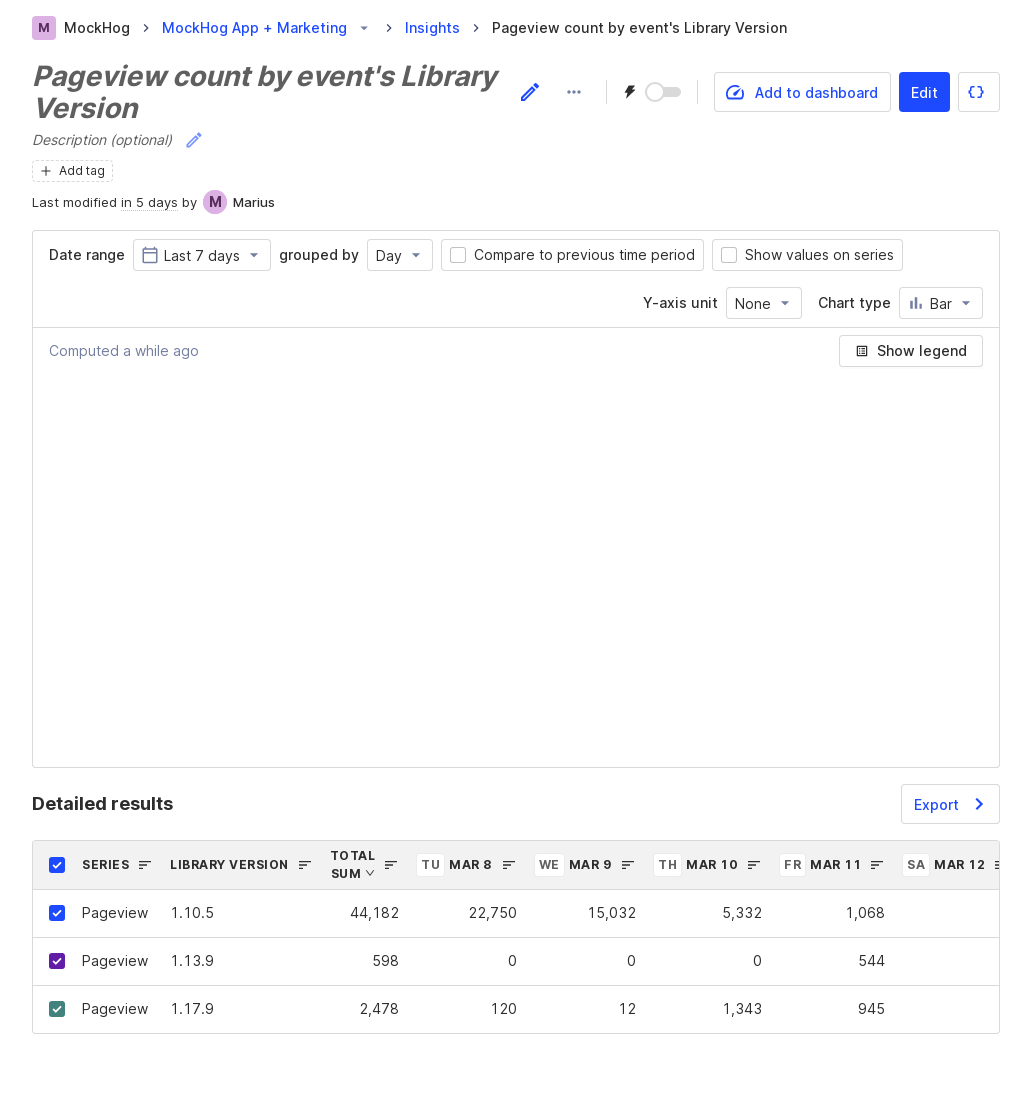 M MockHog MockHog App + Marketing Insights Pageview count by event's Library Version
Pageview count by event's Library
Version
Add to dashboard Edit
Description (optional)
Add tag
Last modified in 5 days by M Marius
Date range Last 7 days grouped by Day Compare to previous time period Show values on series
Y-axis unit None Chart type Bar
Computed a while ago Show legend
Detailed results Export
SERIES LIBRARY VERSION TOTAL SUM TU MAR 8 WE MAR 9 TH MAR 10 FR MAR 11 SA MAR 12
Pageview 1.10.5 44,182 22,750 15,032 5,332 1,068
Pageview 1.13.9 598 0 0 0 544
Pageview 1.17.9 2,478 120 12 1,343 945